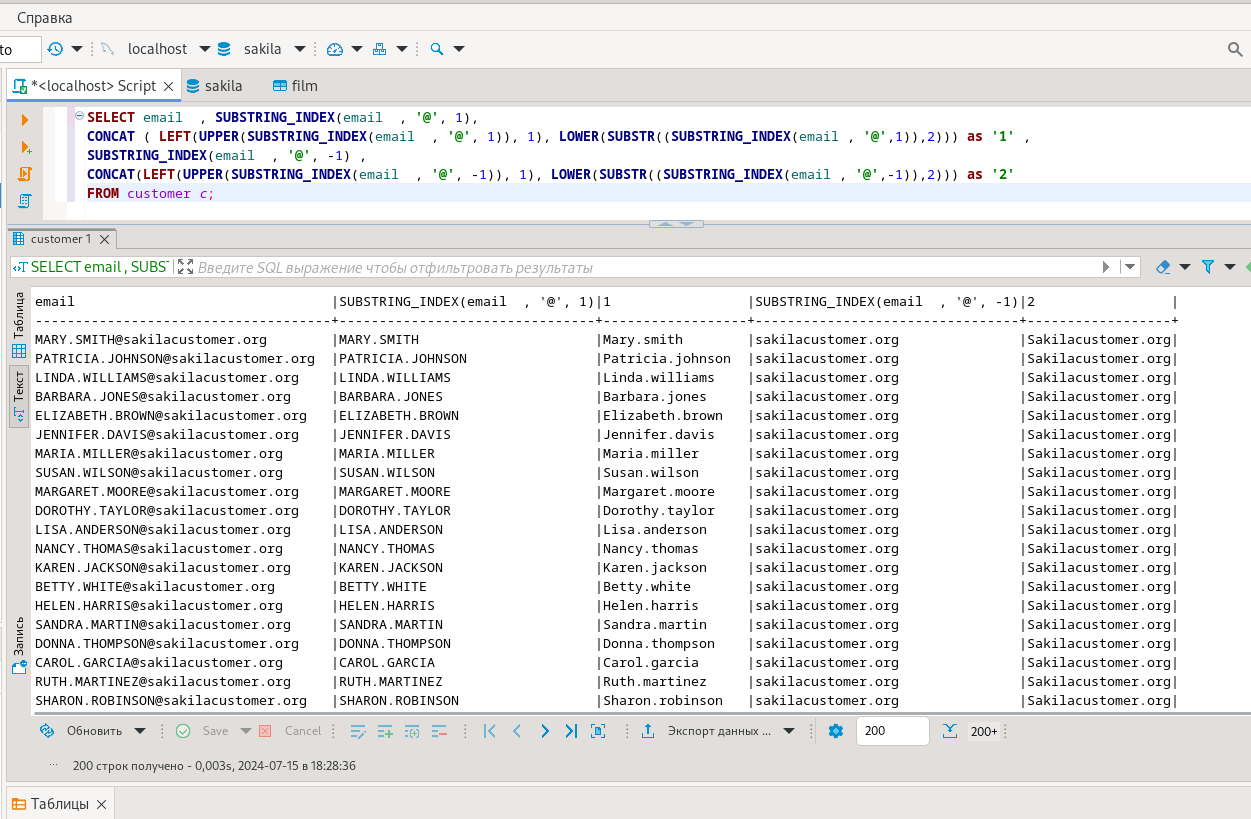 Справка
to localhost sakila
*<localhost> Script sakila film
SELECT email , SUBSTRING_INDEX(email , '@', 1),
CONCAT ( LEFT(UPPER(SUBSTRING_INDEX(email , '@', 1)), 1), LOWER(SUBSTR((SUBSTRING_INDEX(email , '@',1)),2))) as '1' ,
SUBSTRING_INDEX(email , '@', -1) ,
CONCAT(LEFT(UPPER(SUBSTRING_INDEX(email , '@', -1)), 1), LOWER(SUBSTR((SUBSTRING_INDEX(email , '@',-1)),2))) as '2'
FROM customer c;
customer 1
SELECT email , SUBS Введите SQL выражение чтобы отфильтровать результаты
Таблица
Текст
Запись
email |SUBSTRING_INDEX(email , '@', 1)|1 |SUBSTRING_INDEX(email , '@', -1)|2 |
-------------------------------------+--------------------------------+------------------+---------------------------------+------------------+
MARY.SMITH@sakilacustomer.org |MARY.SMITH |Mary.smith |sakilacustomer.org |Sakilacustomer.org|
PATRICIA.JOHNSON@sakilacustomer.org |PATRICIA.JOHNSON |Patricia.johnson |sakilacustomer.org |Sakilacustomer.org|
LINDA.WILLIAMS@sakilacustomer.org |LINDA.WILLIAMS |Linda.williams |sakilacustomer.org |Sakilacustomer.org|
BARBARA.JONES@sakilacustomer.org |BARBARA.JONES |Barbara.jones |sakilacustomer.org |Sakilacustomer.org|
ELIZABETH.BROWN@sakilacustomer.org |ELIZABETH.BROWN |Elizabeth.brown |sakilacustomer.org |Sakilacustomer.org|
JENNIFER.DAVIS@sakilacustomer.org |JENNIFER.DAVIS |Jennifer.davis |sakilacustomer.org |Sakilacustomer.org|
MARIA.MILLER@sakilacustomer.org |MARIA.MILLER |Maria.miller |sakilacustomer.org |Sakilacustomer.org|
SUSAN.WILSON@sakilacustomer.org |SUSAN.WILSON |Susan.wilson |sakilacustomer.org |Sakilacustomer.org|
MARGARET.MOORE@sakilacustomer.org |MARGARET.MOORE |Margaret.moore |sakilacustomer.org |Sakilacustomer.org|
DOROTHY.TAYLOR@sakilacustomer.org |DOROTHY.TAYLOR |Dorothy.taylor |sakilacustomer.org |Sakilacustomer.org|
LISA.ANDERSON@sakilacustomer.org |LISA.ANDERSON |Lisa.anderson |sakilacustomer.org |Sakilacustomer.org|
NANCY.THOMAS@sakilacustomer.org |NANCY.THOMAS |Nancy.thomas |sakilacustomer.org |Sakilacustomer.org|
KAREN.JACKSON@sakilacustomer.org |KAREN.JACKSON |Karen.jackson |sakilacustomer.org |Sakilacustomer.org|
BETTY.WHITE@sakilacustomer.org |BETTY.WHITE |Betty.white |sakilacustomer.org |Sakilacustomer.org|
HELEN.HARRIS@sakilacustomer.org |HELEN.HARRIS |Helen.harris |sakilacustomer.org |Sakilacustomer.org|
SANDRA.MARTIN@sakilacustomer.org |SANDRA.MARTIN |Sandra.martin |sakilacustomer.org |Sakilacustomer.org|
DONNA.THOMPSON@sakilacustomer.org |DONNA.THOMPSON |Donna.thompson |sakilacustomer.org |Sakilacustomer.org|
CAROL.GARCIA@sakilacustomer.org |CAROL.GARCIA |Carol.garcia |sakilacustomer.org |Sakilacustomer.org|
RUTH.MARTINEZ@sakilacustomer.org |RUTH.MARTINEZ |Ruth.martinez |sakilacustomer.org |Sakilacustomer.org|
SHARON.ROBINSON@sakilacustomer.org |SHARON.ROBINSON |Sharon.robinson |sakilacustomer.org |Sakilacustomer.org|
Обновить Save Cancel Экспорт данных ... 200 200+
... 200 строк получено - 0,003s, 2024-07-15 в 18:28:36
Таблицы